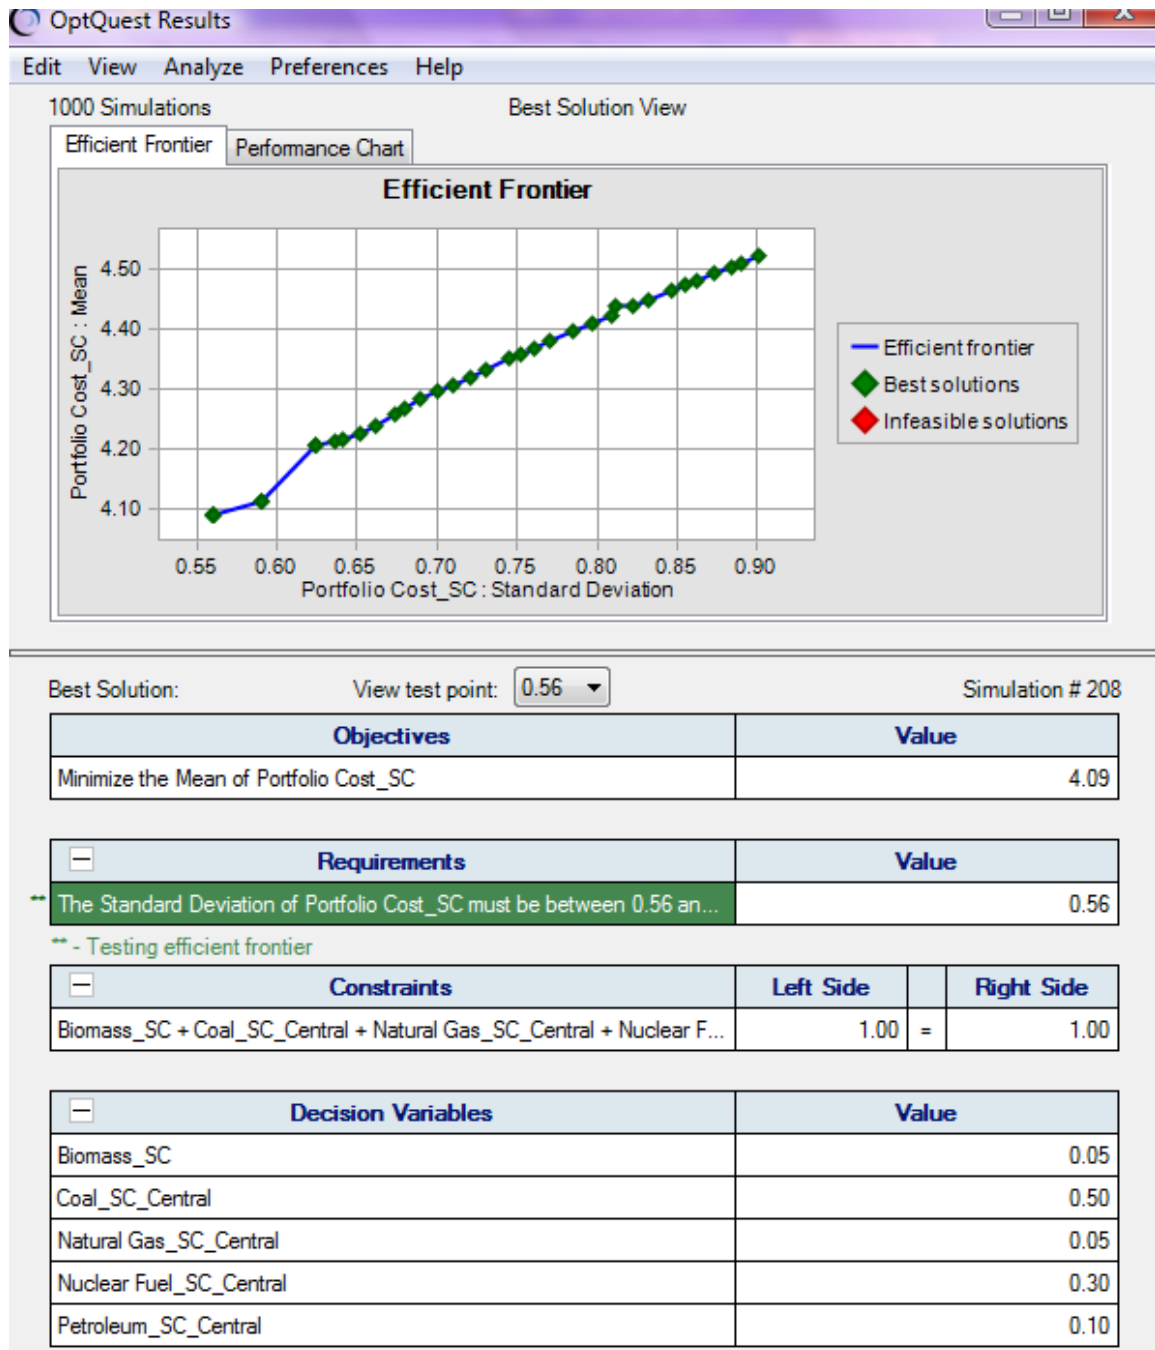 OptQuest Results
Edit View Analyze Preferences Help
1000 Simulations Best Solution View
Efficient Frontier Performance Chart
Efficient Frontier
Portfolio Cost_SC : Mean
4.50
4.40
4.30
4.20
4.10
0.55 0.60 0.65 0.70 0.75 0.80 0.85 0.90
Portfolio Cost_SC : Standard Deviation
Efficient frontier
Best solutions
Infeasible solutions
Best Solution: View test point: 0.56 Simulation # 208
Objectives Value
Minimize the Mean of Portfolio Cost_SC 4.09
Requirements Value
** The Standard Deviation of Portfolio Cost_SC must be between 0.56 an... 0.56
** - Testing efficient frontier
Constraints Left Side Right Side
Biomass_SC + Coal_SC_Central + Natural Gas_SC_Central + Nuclear F... 1.00 = 1.00
Decision Variables Value
Biomass_SC 0.05
Coal_SC_Central 0.50
Natural Gas_SC_Central 0.05
Nuclear Fuel_SC_Central 0.30
Petroleum_SC_Central 0.10